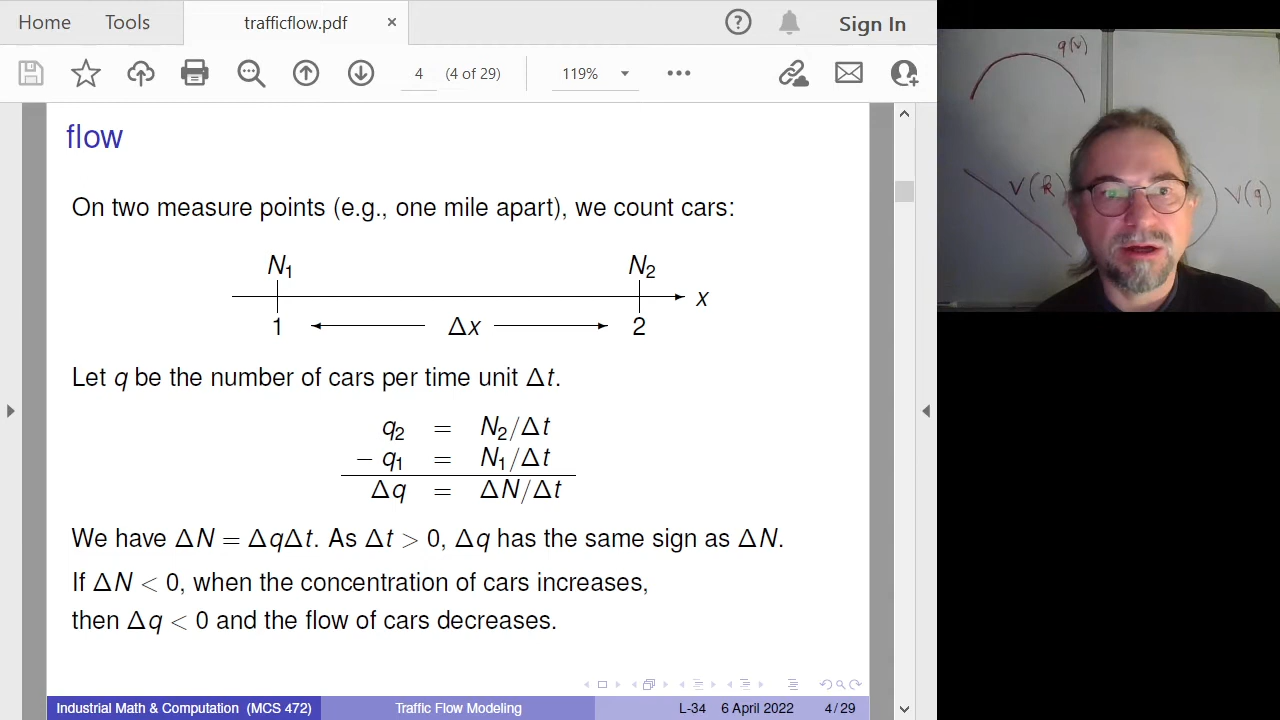 Home Tools trafficflow.pdf × ? Sign In
4 (4 of 29) 119%
flow
On two measure points (e.g., one mile apart), we count cars:
N₁ N₂
x
1 Δx 2
Let q be the number of cars per time unit Δt.
q₂ = N₂/Δt
− q₁ = N₁/Δt
Δq = ΔN/Δt
We have ΔN = ΔqΔt. As Δt > 0, Δq has the same sign as ΔN.
If ΔN < 0, when the concentration of cars increases,
then Δq < 0 and the flow of cars decreases.
Industrial Math & Computation (MCS 472) Traffic Flow Modeling L-34 6 April 2022 4/29
q(v)
V(k)
V(q)